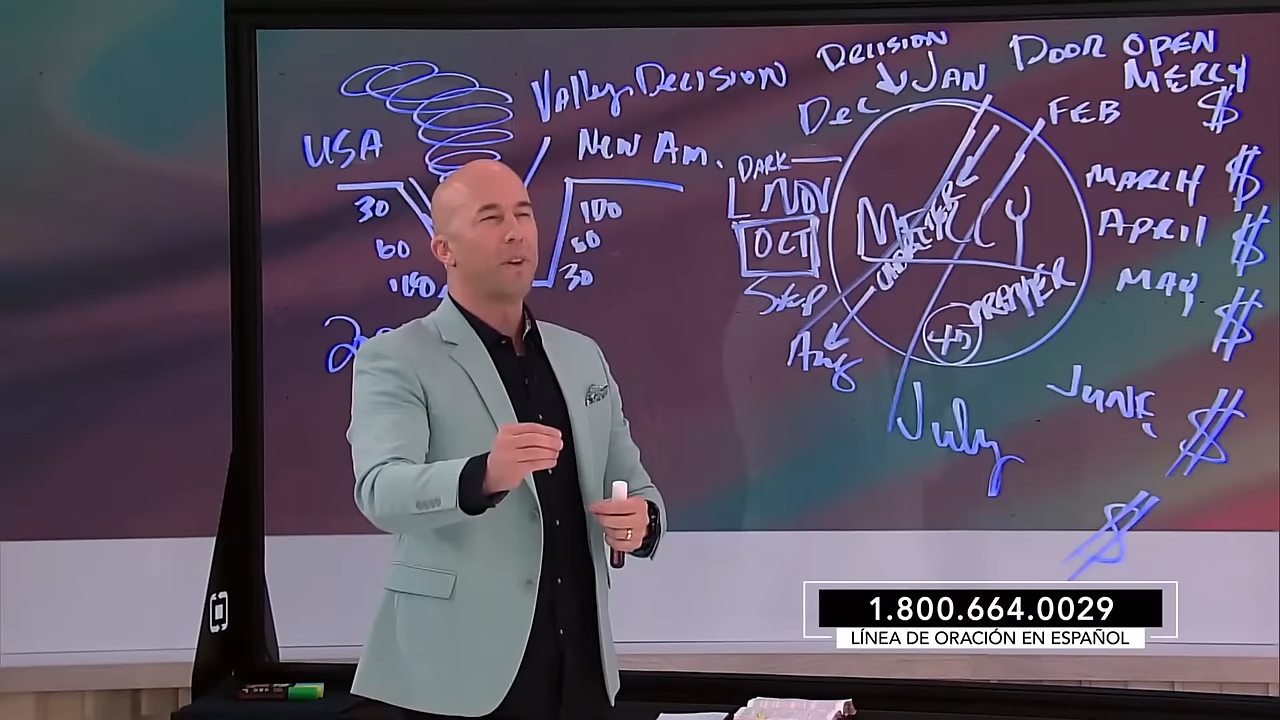 Valley Decision
USA
New Am.
30
60
100
100
60
30
Decision
Dec
Jan
Door Open
Mercy
$
Feb
Dark
Nov
Oct
Sep
Aug
July
Mercy
Prayer
45
March $
April $
May $
June $
$
1.800.664.0029
LÍNEA DE ORACIÓN EN ESPAÑOL